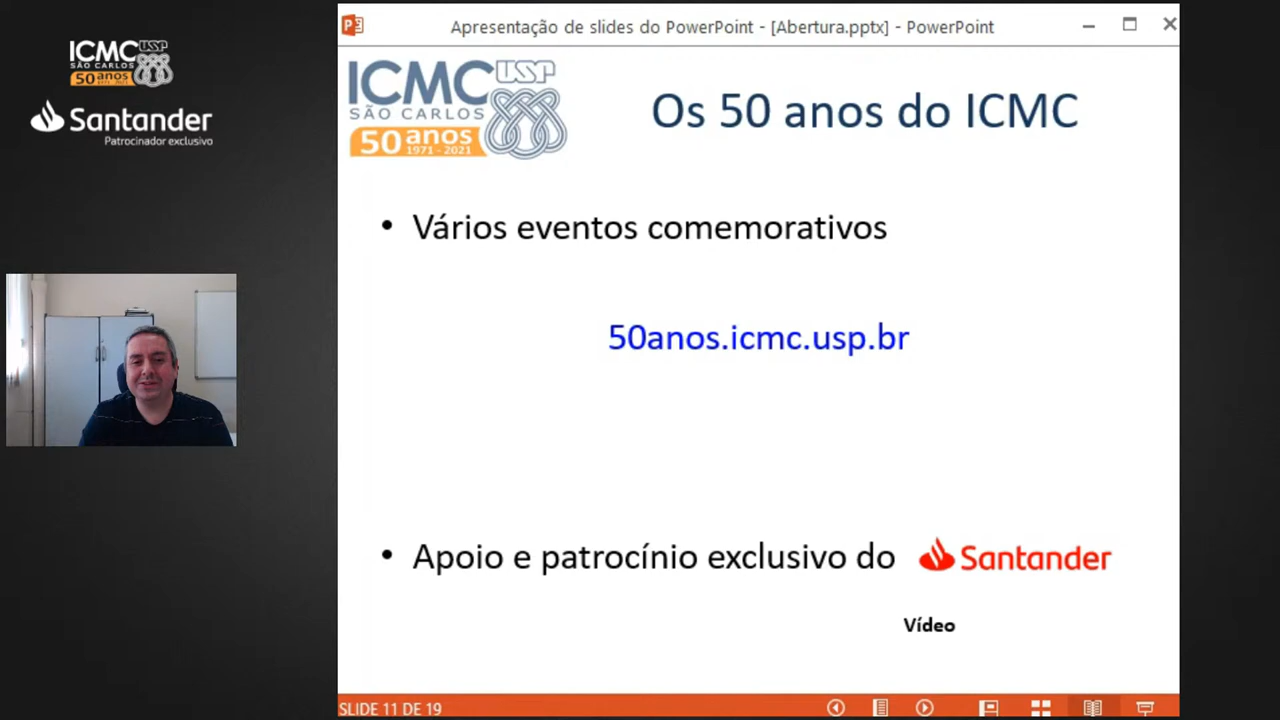 ICMC USP
SÃO CARLOS
50 anos
Santander
Patrocinador exclusivo
Apresentação de slides do PowerPoint - [Abertura.pptx] - PowerPoint
ICMC USP
SÃO CARLOS
50 anos
1971 - 2021
Os 50 anos do ICMC
• Vários eventos comemorativos
50anos.icmc.usp.br
• Apoio e patrocínio exclusivo do Santander
Vídeo
SLIDE 11 DE 19